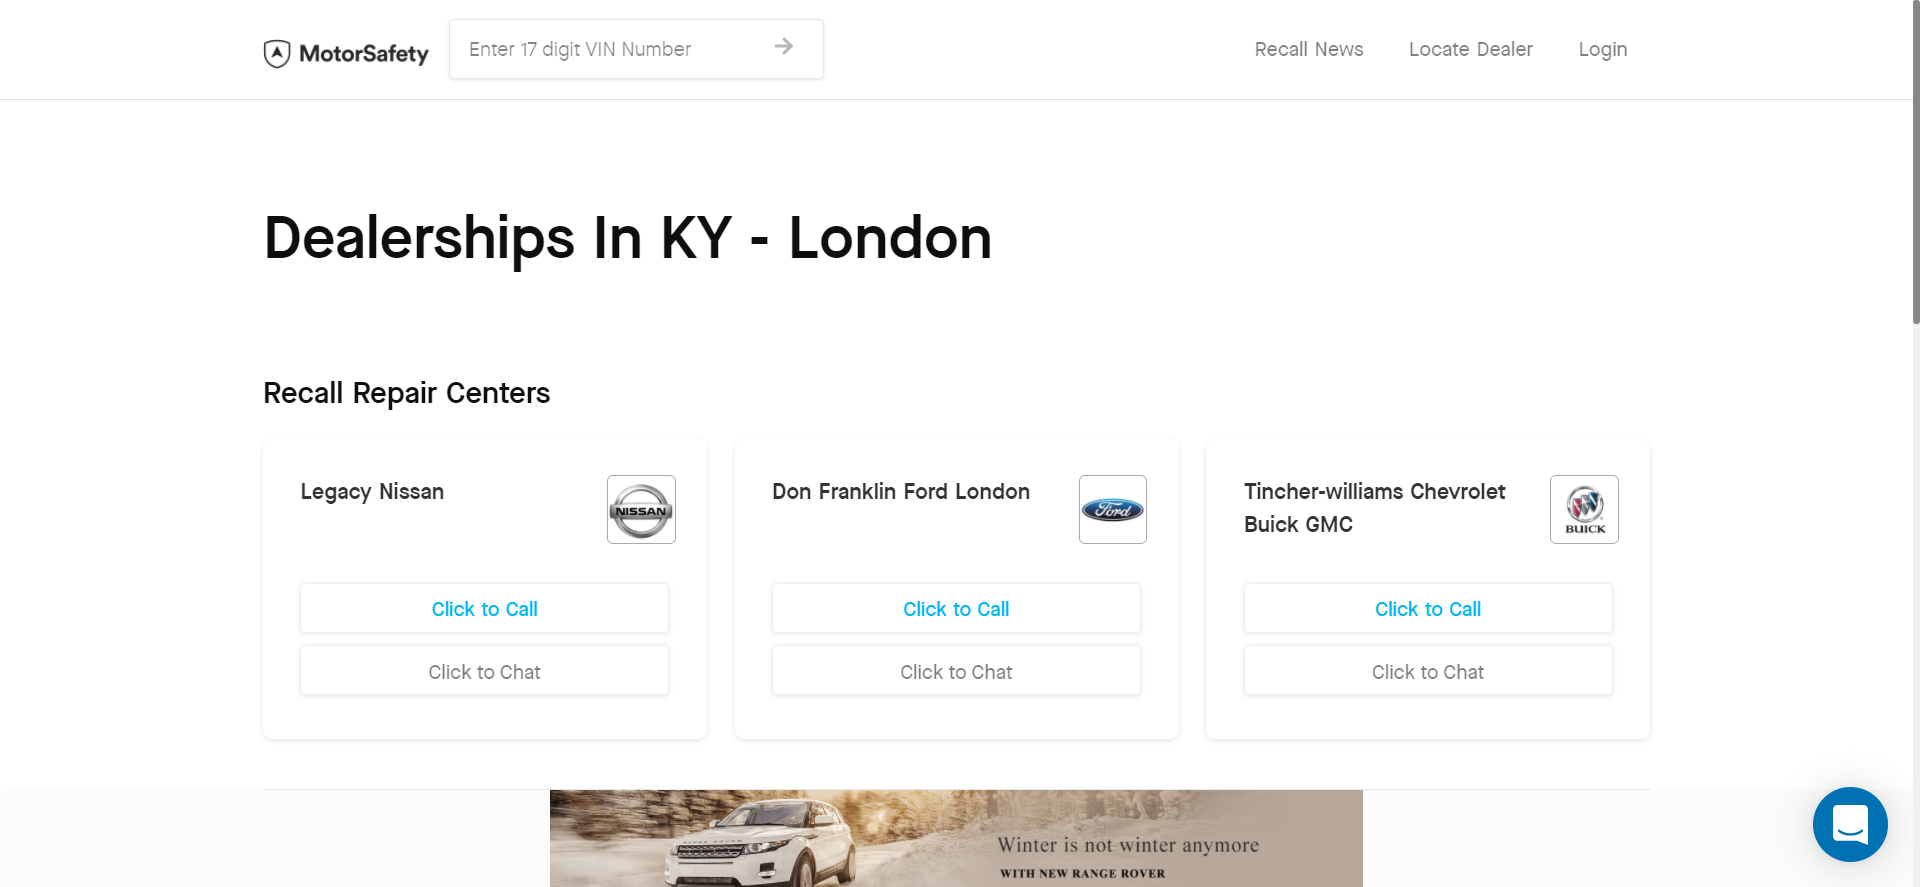 MotorSafety
Enter 17 digit VIN Number
Recall News
Locate Dealer
Login
Dealerships In KY - London
Recall Repair Centers
Legacy Nissan
NISSAN
Click to Call
Click to Chat
Don Franklin Ford London
Ford
Click to Call
Click to Chat
Tincher-williams Chevrolet
Buick GMC
BUICK
Click to Call
Click to Chat
RANGE ROVER
Winter is not winter anymore
WITH NEW RANGE ROVER